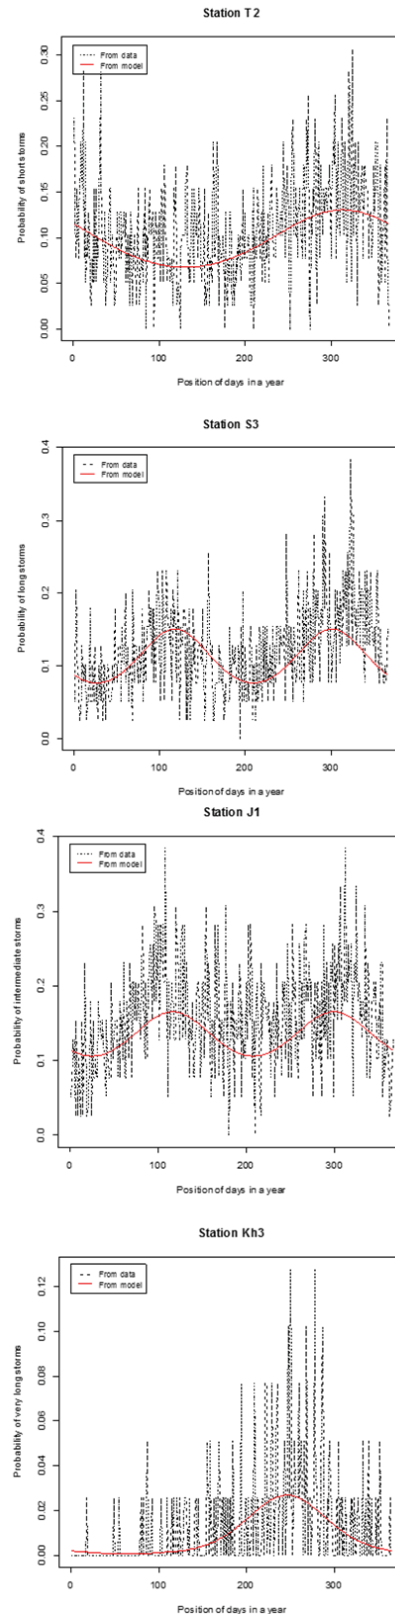 Station T2
Probability of short storms
0.30
0.25
0.20
0.15
0.10
0.05
0.00
From data
From model
0 100 200 300
Position of days in a year
Station S3
Probability of long storms
0.4
0.3
0.2
0.1
0.0
From data
From model
0 100 200 300
Position of days in a year
Station J1
Probability of intermediate storms
0.4
0.3
0.2
0.1
0.0
From data
From model
0 100 200 300
Position of days in a year
Station Kh3
Probability of very long storms
0.12
0.10
0.08
0.06
0.04
0.02
0.00
From data
From model
0 100 200 300
Position of days in a year